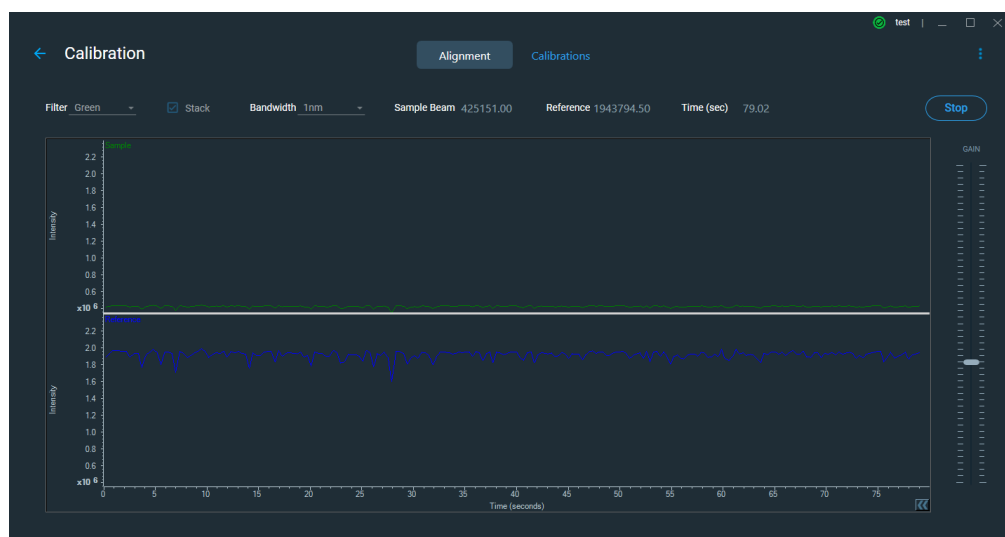 test
Calibration
Alignment
Calibrations
Filter Green
Stack
Bandwidth 1nm
Sample Beam 425151.00
Reference 1943794.50
Time (sec) 79.02
Stop
GAIN
Sample
2.2
2.0
1.8
1.6
1.4
1.2
1.0
0.8
0.6
x10 6
Intensity
Reference
2.2
2.0
1.8
1.6
1.4
1.2
1.0
0.8
0.6
x10 6
Intensity
0 5 10 15 20 25 30 35 40 45 50 55 60 65 70 75
Time (seconds)